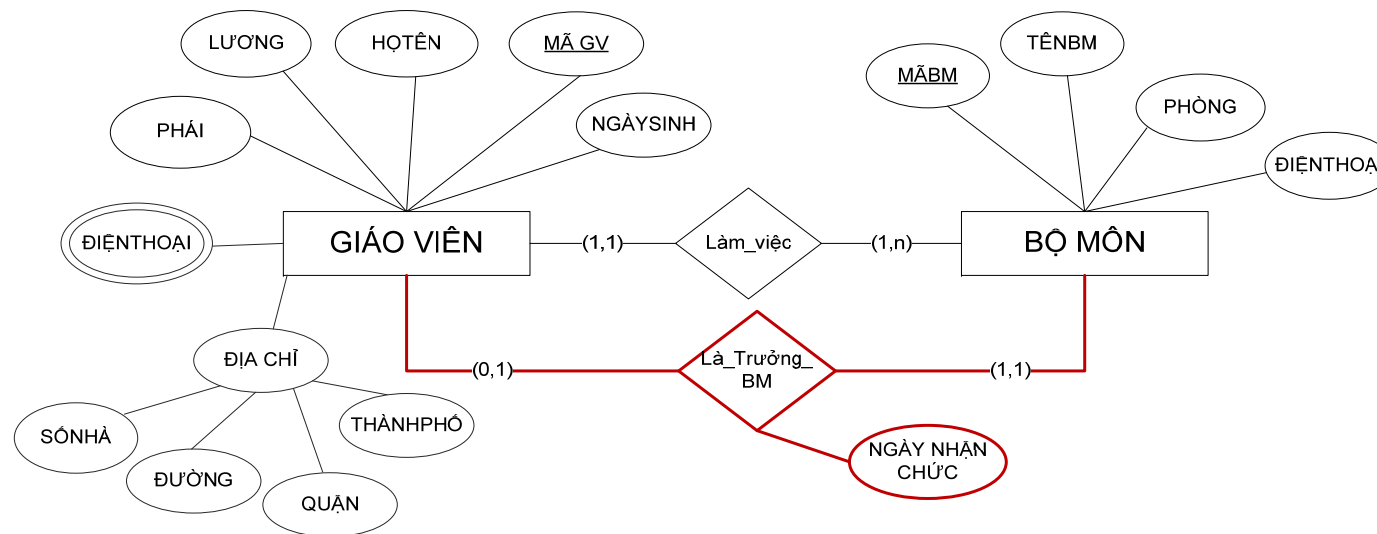 LƯƠNG
HỌTÊN
MÃ GV
TÊNBM
MÃBM
PHÒNG
PHÁI
NGÀYSINH
ĐIỆNTHOẠI
ĐIỆNTHOẠI
GIÁO VIÊN
(1,1)
Làm_việc
(1,n)
BỘ MÔN
ĐỊA CHỈ
(0,1)
Là_Trưởng_
BM
(1,1)
SỐNHÀ
THÀNHPHỐ
ĐƯỜNG
QUẬN
NGÀY NHẬN
CHỨC